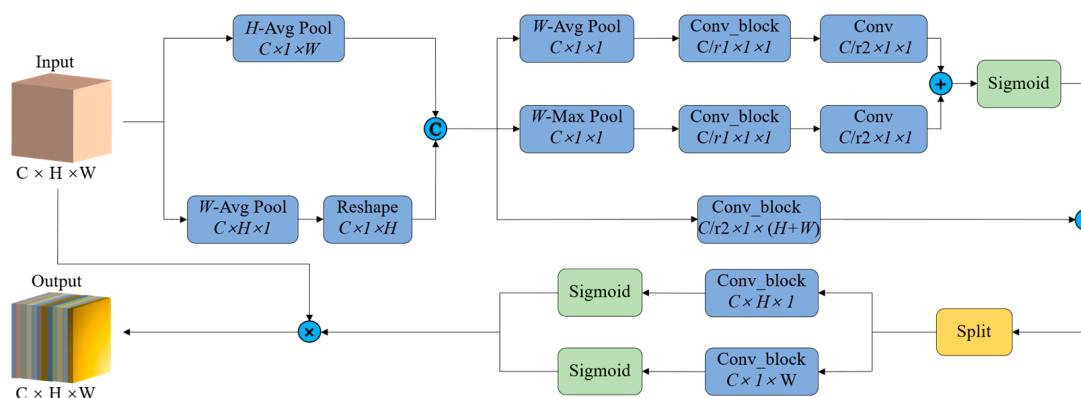 Input
C × H ×W
H-Avg Pool
C×1×W
W-Avg Pool
C×H×1
Reshape
C×1×H
C
W-Avg Pool
C×1×1
Conv_block
C/r1×1×1
Conv
C/r2×1×1
W-Max Pool
C×1×1
Conv_block
C/r1×1×1
Conv
C/r2×1×1
+
Sigmoid
Conv_block
C/r2×1×(H+W)
Split
Conv_block
C×H×1
Sigmoid
Conv_block
C×1×W
Sigmoid
×
Output
C × H ×W